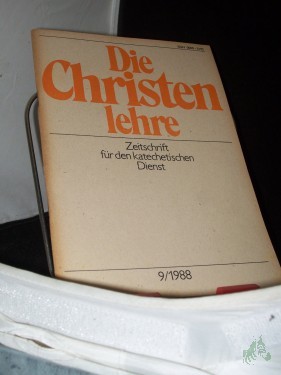 Die
Christen
lehre
Zeitschrift
für den katechetischen
Dienst
9/1988